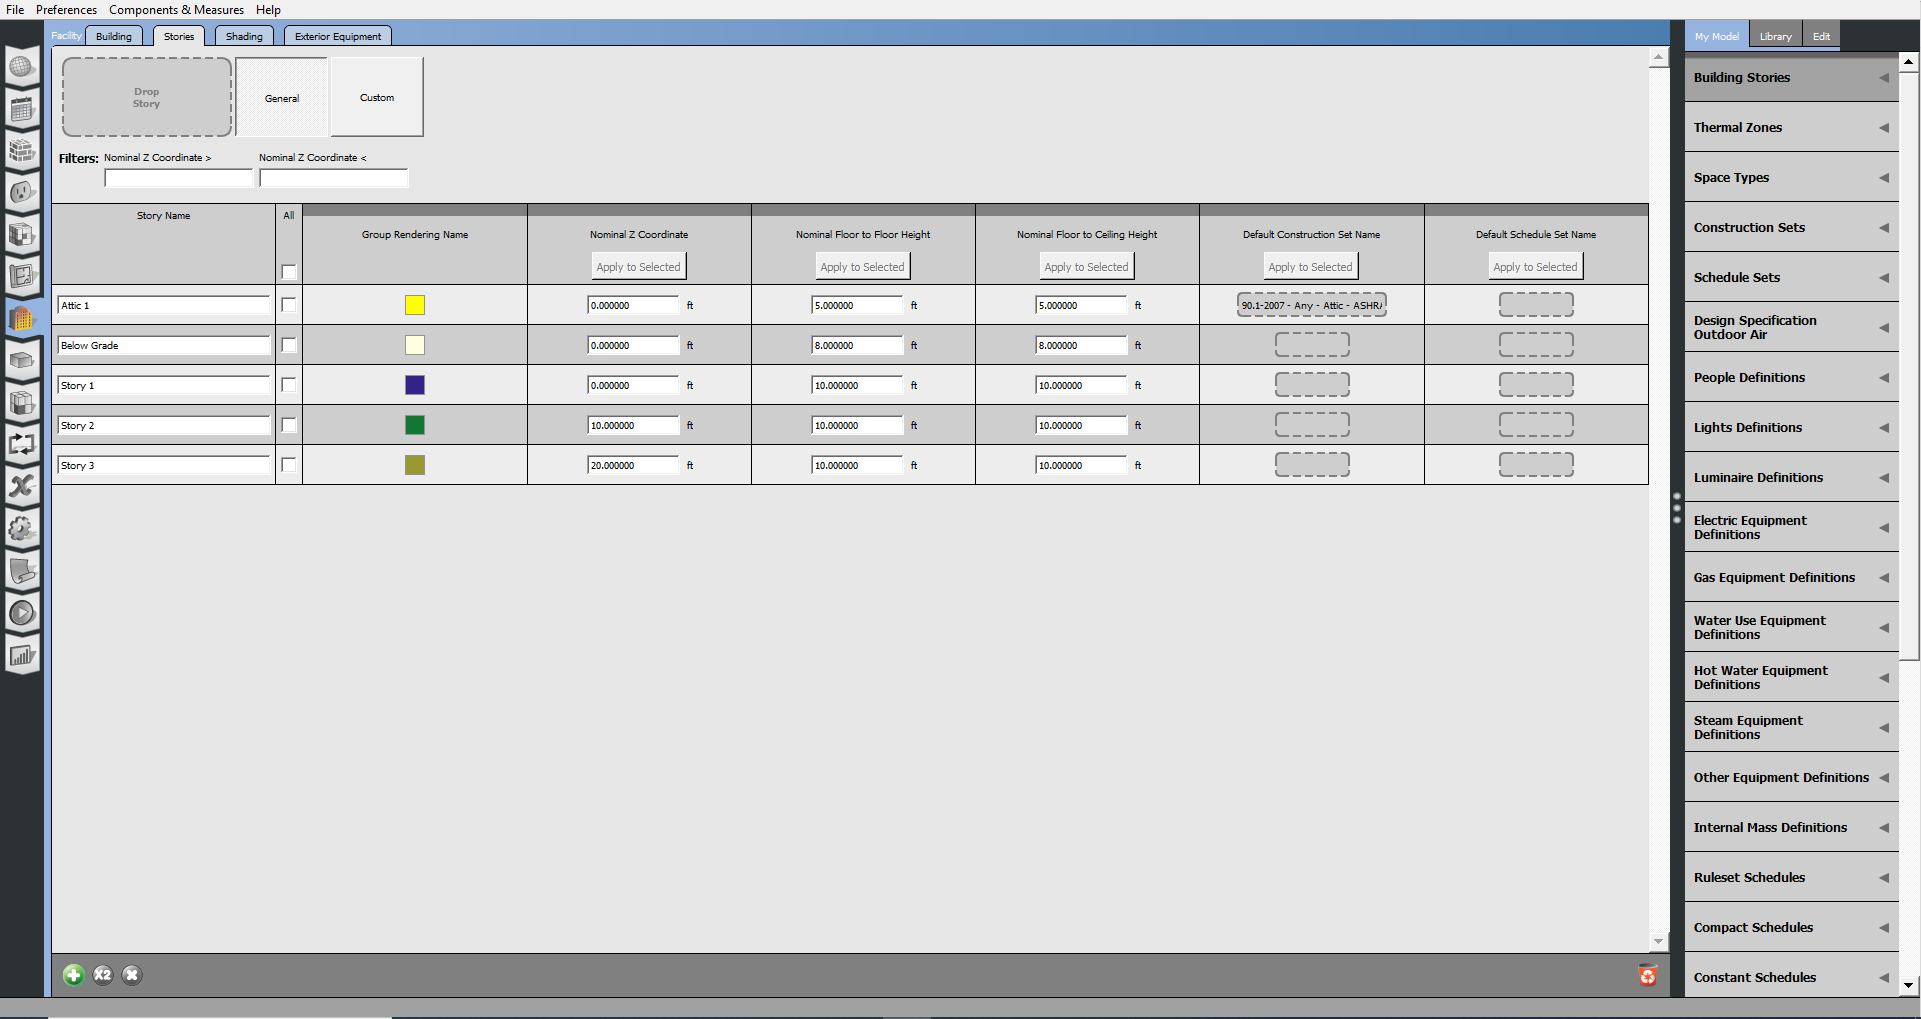 File Preferences Components & Measures Help
Facility Building Stories Shading Exterior Equipment
My Model Library Edit
Drop
Story
General
Custom
Filters: Nominal Z Coordinate > Nominal Z Coordinate <
Story Name All Group Rendering Name Nominal Z Coordinate Nominal Floor to Floor Height Nominal Floor to Ceiling Height Default Construction Set Name Default Schedule Set Name
Apply to Selected Apply to Selected Apply to Selected Apply to Selected Apply to Selected
Attic 1 0.000000 ft 5.000000 ft 5.000000 ft 90.1-2007 - Any - Attic - ASHRA
Below Grade 0.000000 ft 8.000000 ft 8.000000 ft
Story 1 0.000000 ft 10.000000 ft 10.000000 ft
Story 2 10.000000 ft 10.000000 ft 10.000000 ft
Story 3 20.000000 ft 10.000000 ft 10.000000 ft
X2
Building Stories
Thermal Zones
Space Types
Construction Sets
Schedule Sets
Design Specification
Outdoor Air
People Definitions
Lights Definitions
Luminaire Definitions
Electric Equipment
Definitions
Gas Equipment Definitions
Water Use Equipment
Definitions
Hot Water Equipment
Definitions
Steam Equipment
Definitions
Other Equipment Definitions
Internal Mass Definitions
Ruleset Schedules
Compact Schedules
Constant Schedules